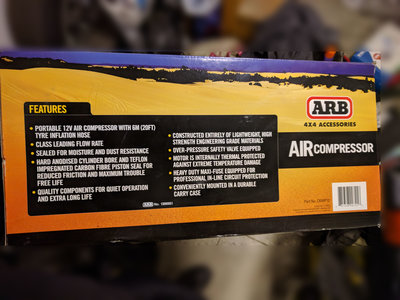 FEATURES
• PORTABLE 12V AIR COMPRESSOR WITH 6M (20FT)
TYRE INFLATION HOSE
• CLASS LEADING FLOW RATE
• SEALED FOR MOISTURE AND DUST RESISTANCE
• HARD ANODISED CYLINDER BORE AND TEFLON
IMPREGNATED CARBON FIBRE PISTON SEAL FOR
REDUCED FRICTION AND MAXIMUM TROUBLE
FREE LIFE
• QUALITY COMPONENTS FOR QUIET OPERATION
AND EXTRA LONG LIFE
• CONSTRUCTED ENTIRELY OF LIGHTWEIGHT, HIGH
STRENGTH ENGINEERING GRADE MATERIALS
• OVER-PRESSURE SAFETY VALVE EQUIPPED
• MOTOR IS INTERNALLY THERMAL PROTECTED
AGAINST EXTREME TEMPERATURE DAMAGE
• HEAVY DUTY MAXI-FUSE EQUIPPED FOR
PROFESSIONAL IN-LINE CIRCUIT PROTECTION
• CONVENIENTLY MOUNTED IN A DURABLE
CARRY CASE
ARB
4X4 ACCESSORIES
AIR COMPRESSOR
Part No.